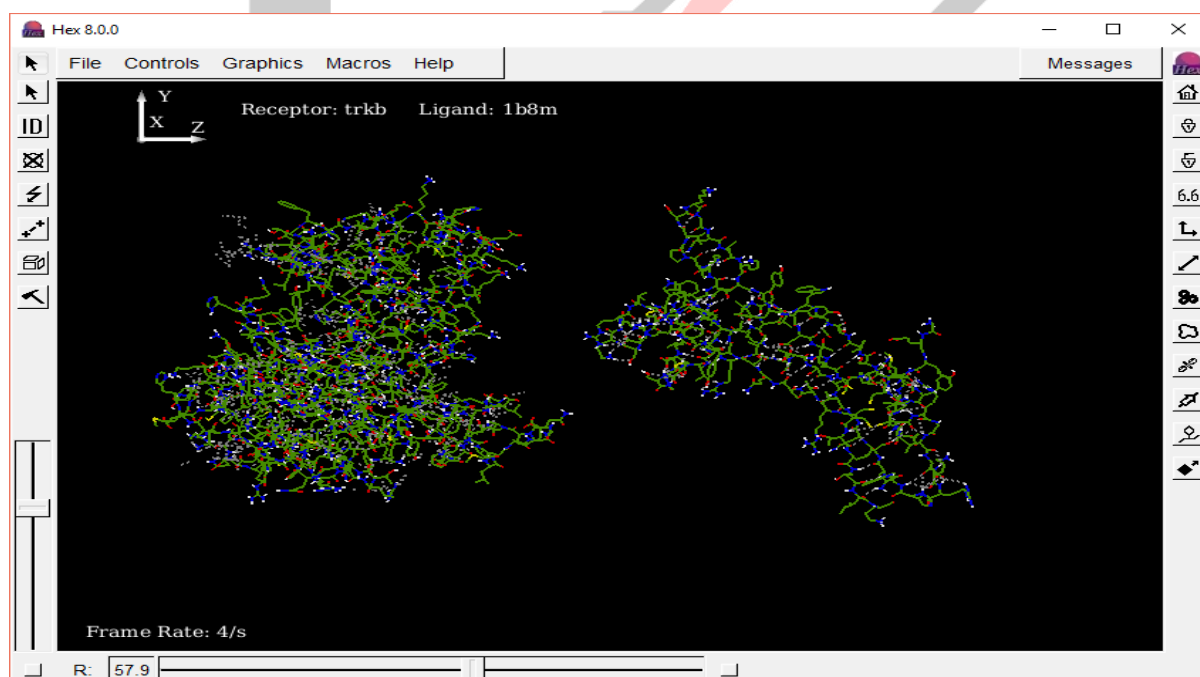 Hex 8.0.0
File Controls Graphics Macros Help Messages
Hex
Y
X Z
Receptor: trkb Ligand: 1b8m
ID
6.6
Frame Rate: 4/s
R: 57.9